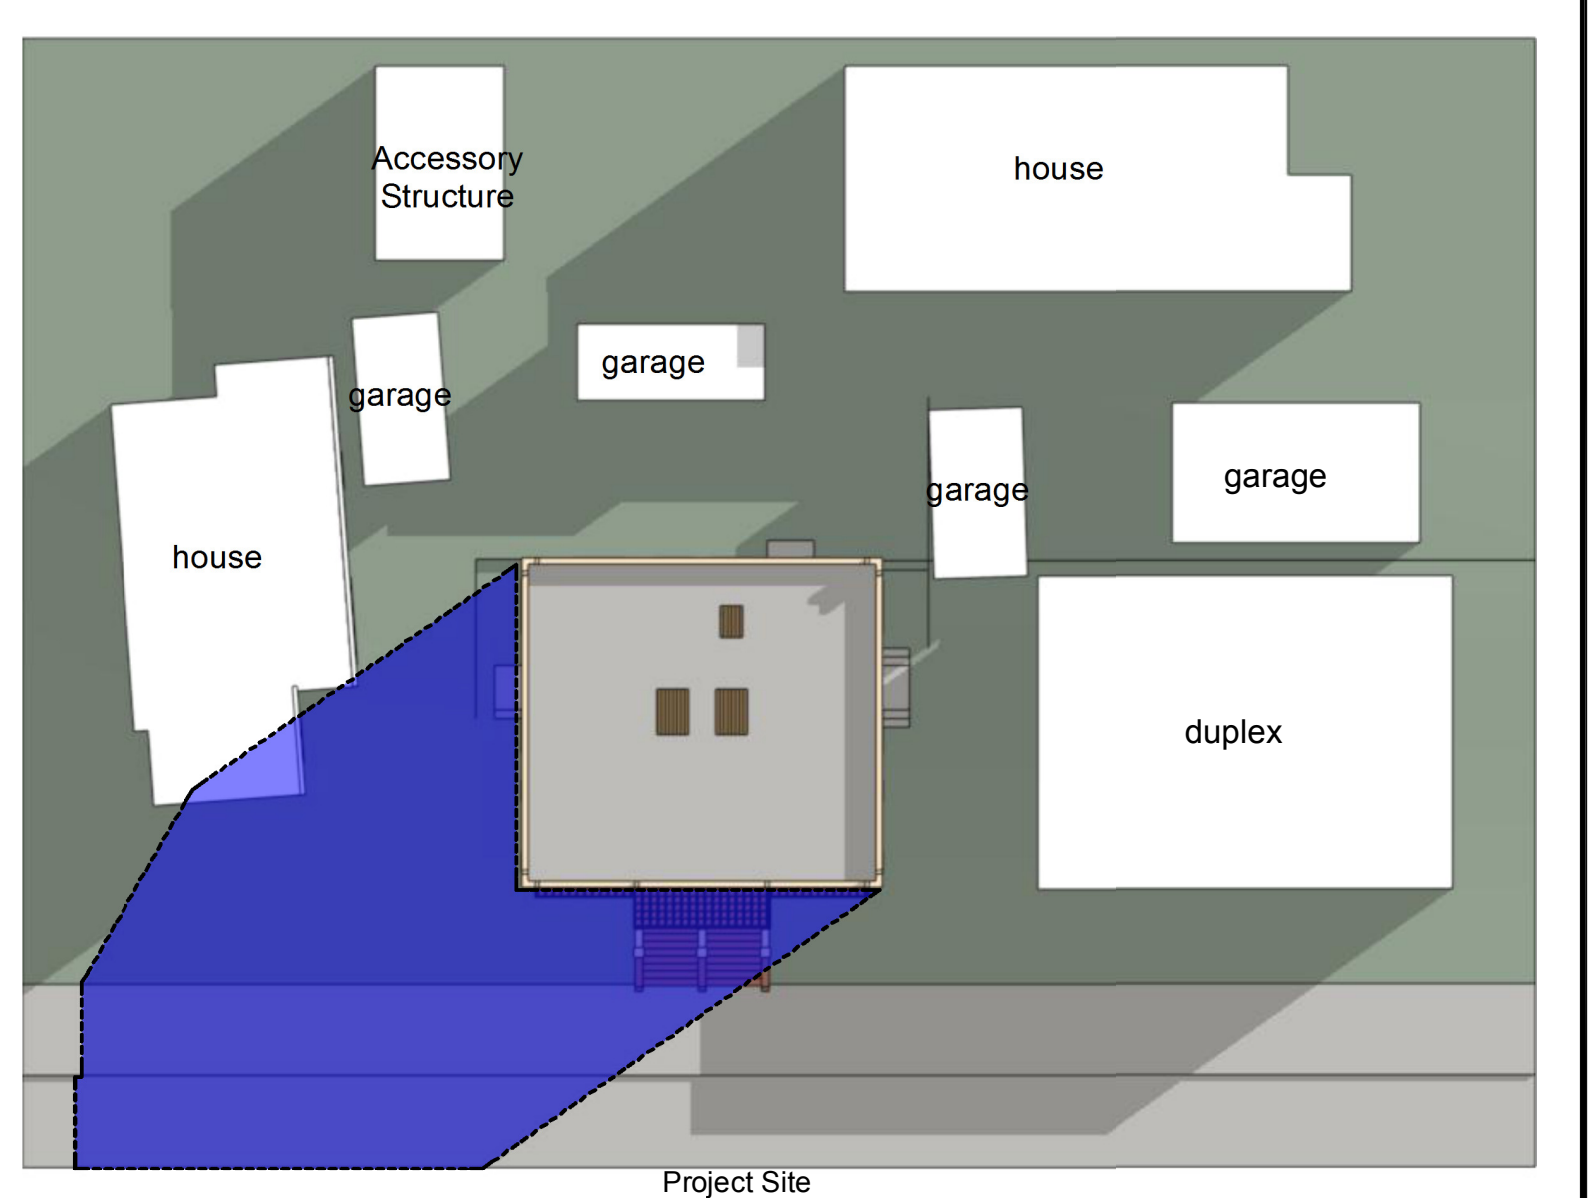 Accessory
Structure
house
garage
garage
garage
garage
house
duplex
Project Site